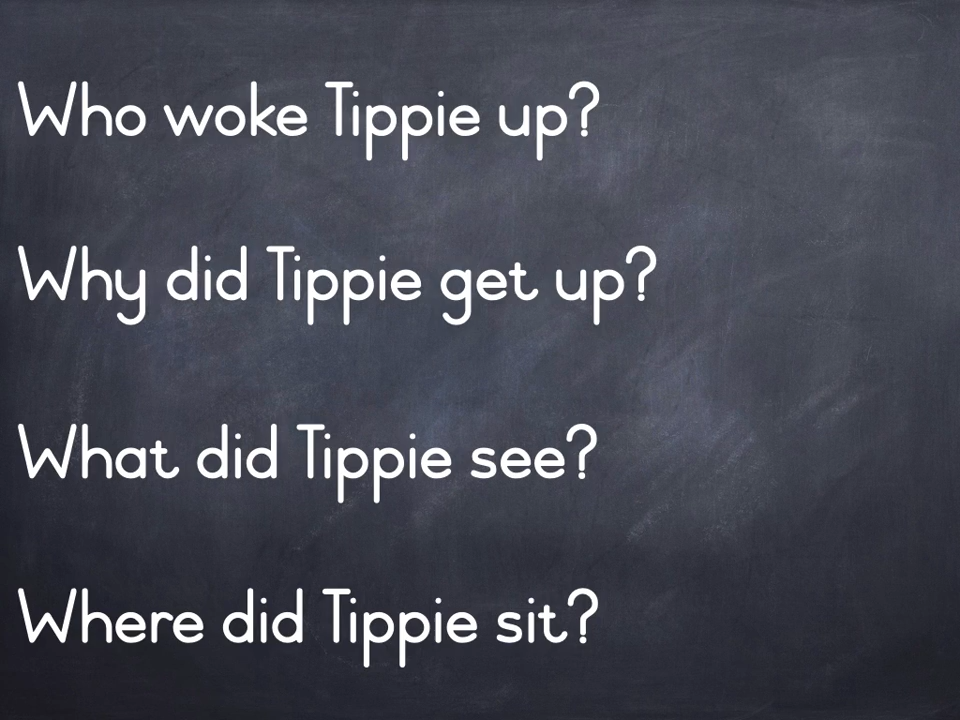 Who woke Tippie up?
Why did Tippie get up?
What did Tippie see?
Where did Tippie sit?